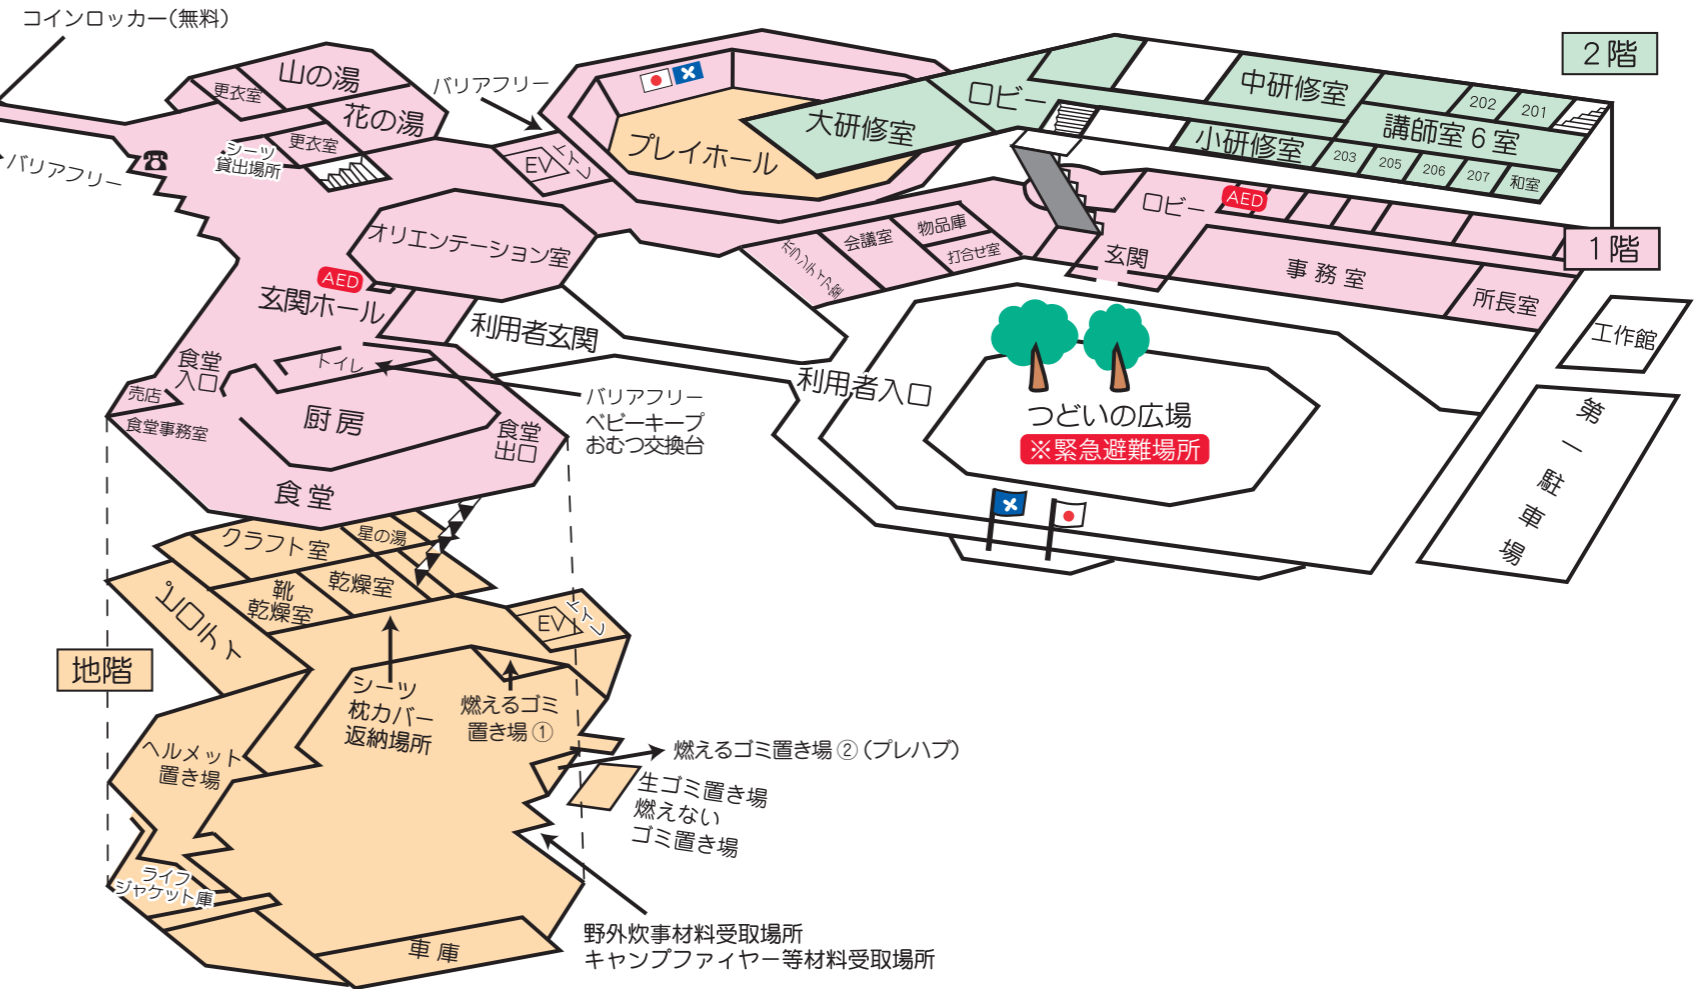 コインロッカー(無料)
山の湯
更衣室
花の湯
更衣室
シーツ
貸出場所
バリアフリー
バリアフリー
EV
トイレ
プレイホール
大研修室
ロビー
中研修室
小研修室
講師室6室
202
201
203
205
206
207
和室
2階
オリエンテーション室
AED
玄関ホール
利用者玄関
ボランティア室
会議室
物品庫
打合せ室
ロビー
AED
玄関
事務室
所長室
1階
工作館
第一駐車場
利用者入口
つどいの広場
※緊急避難場所
食堂
入口
トイレ
売店
食堂事務室
厨房
食堂
出口
食堂
バリアフリー
ベビーキープ
おむつ交換台
クラフト室
星の湯
靴
乾燥室
乾燥室
ピロティ
EV
トイレ
地階
シーツ
枕カバー
返納場所
燃えるゴミ
置き場①
ヘルメット
置き場
燃えるゴミ置き場②(プレハブ)
生ゴミ置き場
燃えない
ゴミ置き場
ライフ
ジャケット庫
車庫
野外炊事材料受取場所
キャンプファイヤー等材料受取場所